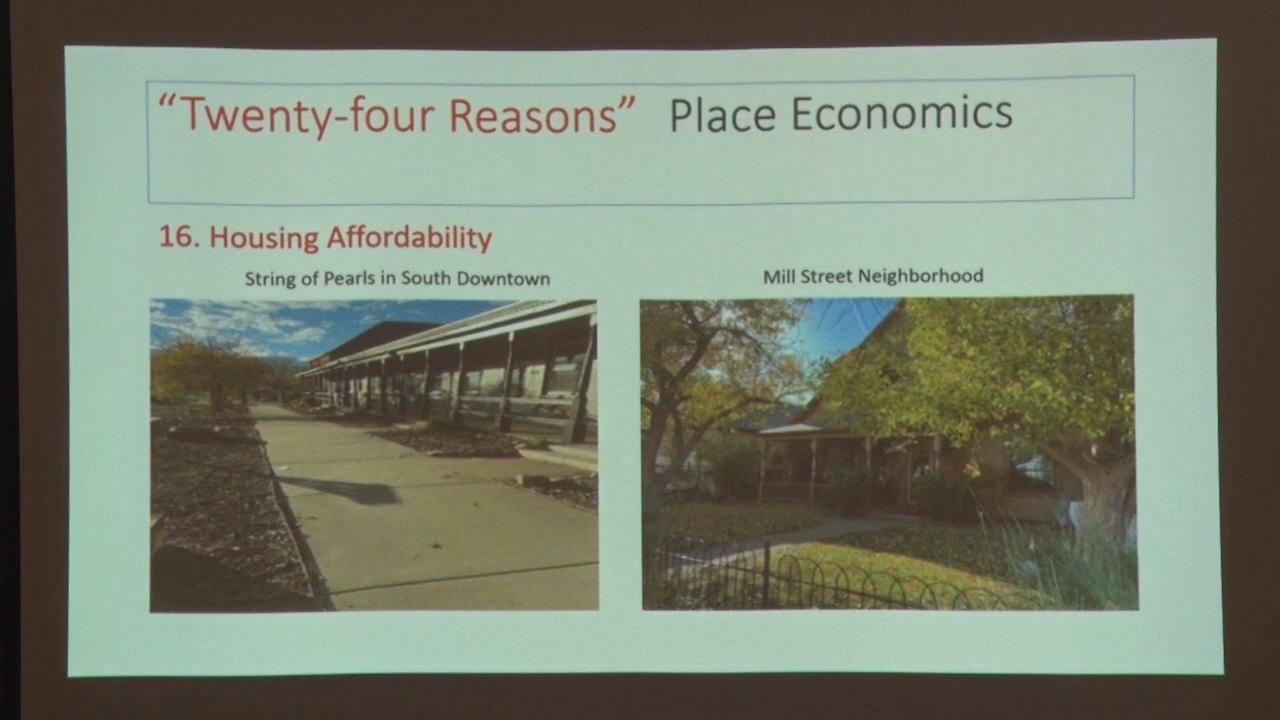 “Twenty-four Reasons” Place Economics
16. Housing Affordability
String of Pearls in South Downtown
Mill Street Neighborhood